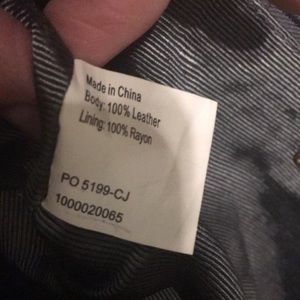 Made in China
Body: 100% Leather
Lining: 100% Rayon
PO 5199-CJ
1000020065